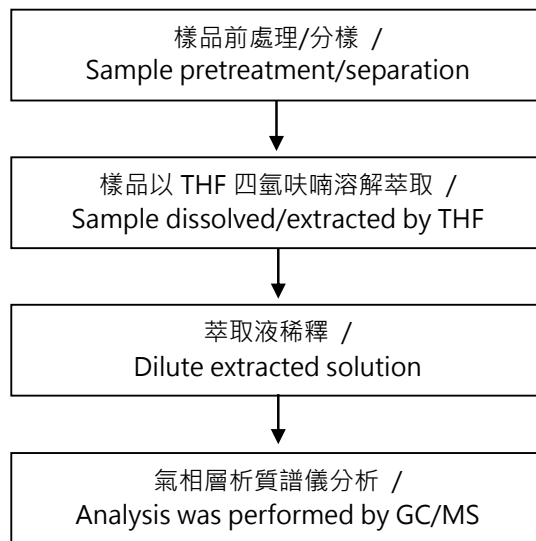 樣品前處理/分樣 /
Sample pretreatment/separation
樣品以 THF 四氫呋喃溶解萃取 /
Sample dissolved/extracted by THF
萃取液稀釋 /
Dilute extracted solution
氣相層析質譜儀分析 /
Analysis was performed by GC/MS